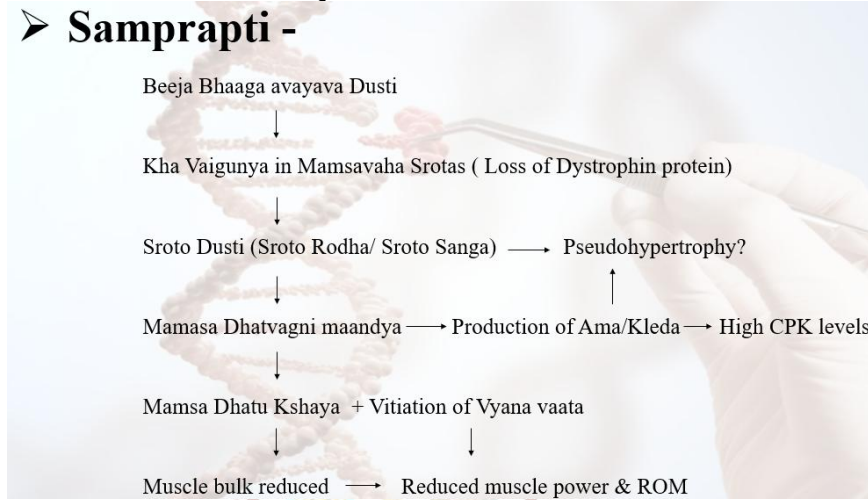 ➢ Samprapti -
Beeja Bhaaga avayava Dusti
Kha Vaigunya in Mamsavaha Srotas ( Loss of Dystrophin protein)
Sroto Dusti (Sroto Rodha/ Sroto Sanga) → Pseudohypertrophy?
Mamasa Dhatvagni maandya → Production of Ama/Kleda → High CPK levels
Mamsa Dhatu Kshaya + Vitiation of Vyana vaata
Muscle bulk reduced → Reduced muscle power & ROM